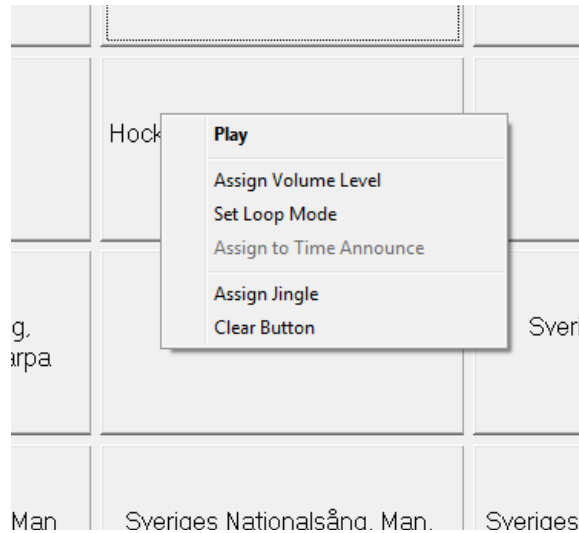 Hock
Play
Assign Volume Level
Set Loop Mode
Assign to Time Announce
Assign Jingle
Clear Button
g,
arpa
Sveri
Man
Sveriges Nationalsång, Man,
Sveriges